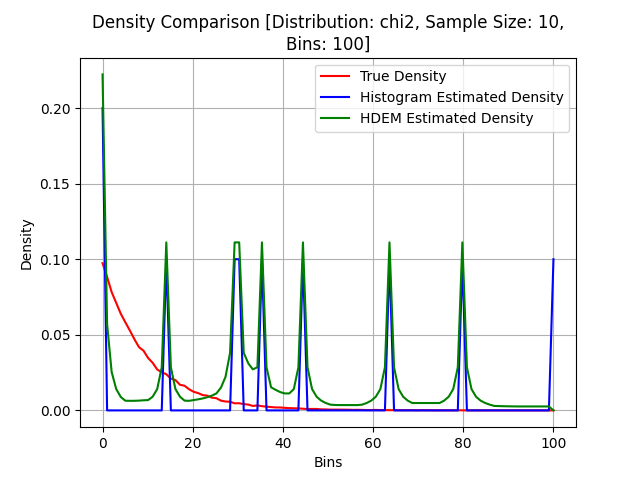 Density Comparison [Distribution: chi2, Sample Size: 10,
Bins: 100]
True Density
Histogram Estimated Density
HDEM Estimated Density
Density
0.20
0.15
0.10
0.05
0.00
0 20 40 60 80 100
Bins